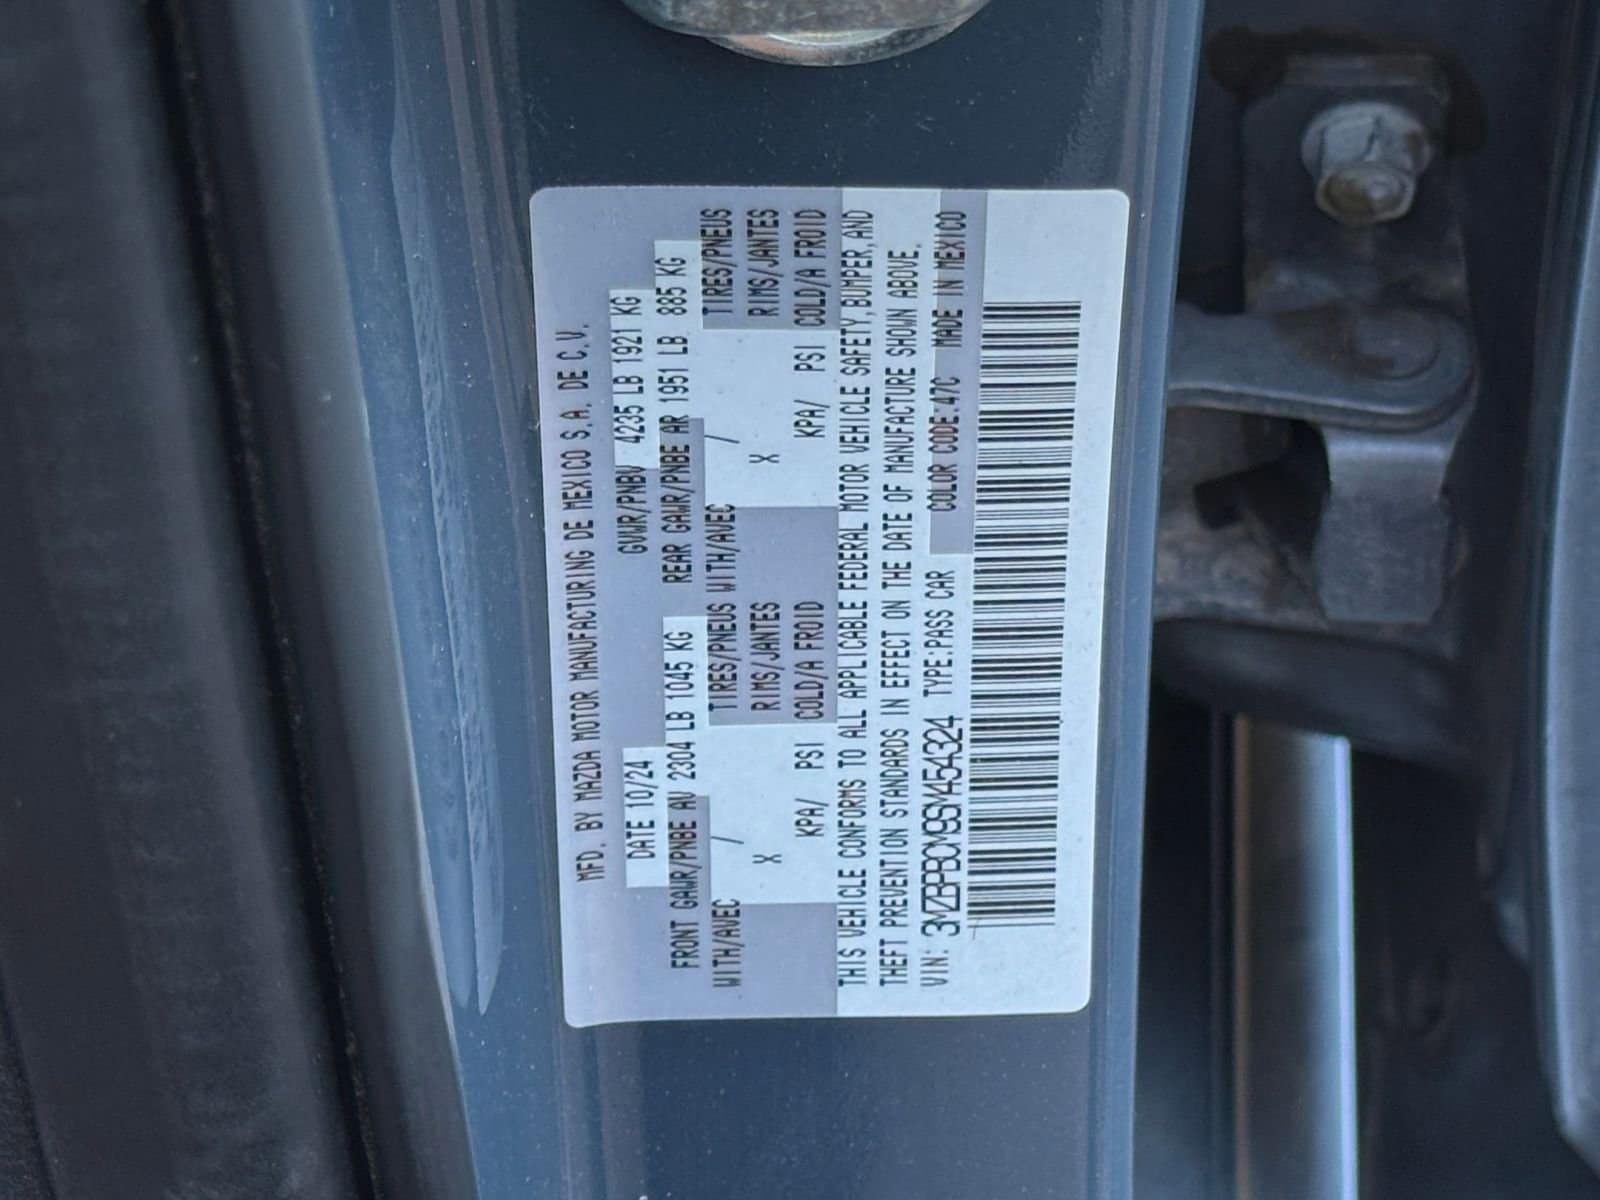 MFD. BY MAZDA MOTOR MANUFACTURING DE MEXICO S.A. DE C.V.
DATE 10/24 GVWR/PNBV 4235 LB 1921 KG
FRONT GAWR/PNBE AV 2304 LB 1045 KG REAR GAWR/PNBE AR 1951 LB 885 KG
WITH/AVEC / TIRES/PNEUS WITH/AVEC / TIRES/PNEUS
X RIMS/JANTES X RIMS/JANTES
KPA/ PSI COLD/A FROID KPA/ PSI COLD/A FROID
THIS VEHICLE CONFORMS TO ALL APPLICABLE FEDERAL MOTOR VEHICLE SAFETY, BUMPER, AND
THEFT PREVENTION STANDARDS IN EFFECT ON THE DATE OF MANUFACTURE SHOWN ABOVE.
VIN: 3MZBPBCM9SM454324 TYPE:PASS CAR COLOR CODE:47C MADE IN MEXICO